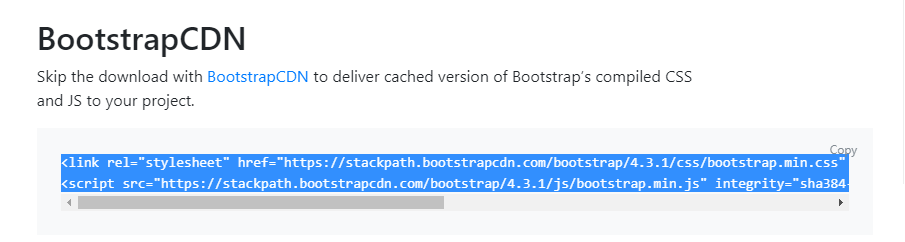 BootstrapCDN
Skip the download with BootstrapCDN to deliver cached version of Bootstrap’s compiled CSS
and JS to your project.
Copy
<link rel="stylesheet" href="https://stackpath.bootstrapcdn.com/bootstrap/4.3.1/css/bootstrap.min.css"
<script src="https://stackpath.bootstrapcdn.com/bootstrap/4.3.1/js/bootstrap.min.js" integrity="sha384-